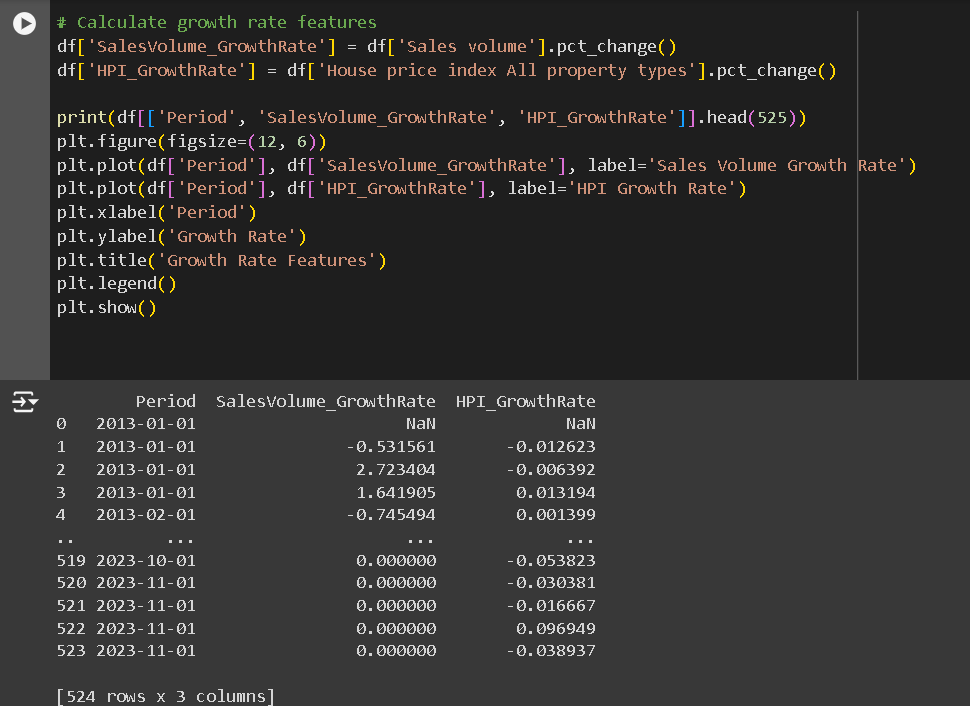 # Calculate growth rate features
df['SalesVolume_GrowthRate'] = df['Sales volume'].pct_change()
df['HPI_GrowthRate'] = df['House price index All property types'].pct_change()
print(df[['Period', 'SalesVolume_GrowthRate', 'HPI_GrowthRate']].head(525))
plt.figure(figsize=(12, 6))
plt.plot(df['Period'], df['SalesVolume_GrowthRate'], label='Sales Volume Growth Rate')
plt.plot(df['Period'], df['HPI_GrowthRate'], label='HPI Growth Rate')
plt.xlabel('Period')
plt.ylabel('Growth Rate')
plt.title('Growth Rate Features')
plt.legend()
plt.show()
Period SalesVolume_GrowthRate HPI_GrowthRate
0 2013-01-01 NaN NaN
1 2013-01-01 -0.531561 -0.012623
2 2013-01-01 2.723404 -0.006392
3 2013-01-01 1.641905 0.013194
4 2013-02-01 -0.745494 0.001399
.. ... ... ...
519 2023-10-01 0.000000 -0.053823
520 2023-11-01 0.000000 -0.030381
521 2023-11-01 0.000000 -0.016667
522 2023-11-01 0.000000 0.096949
523 2023-11-01 0.000000 -0.038937
[524 rows x 3 columns]